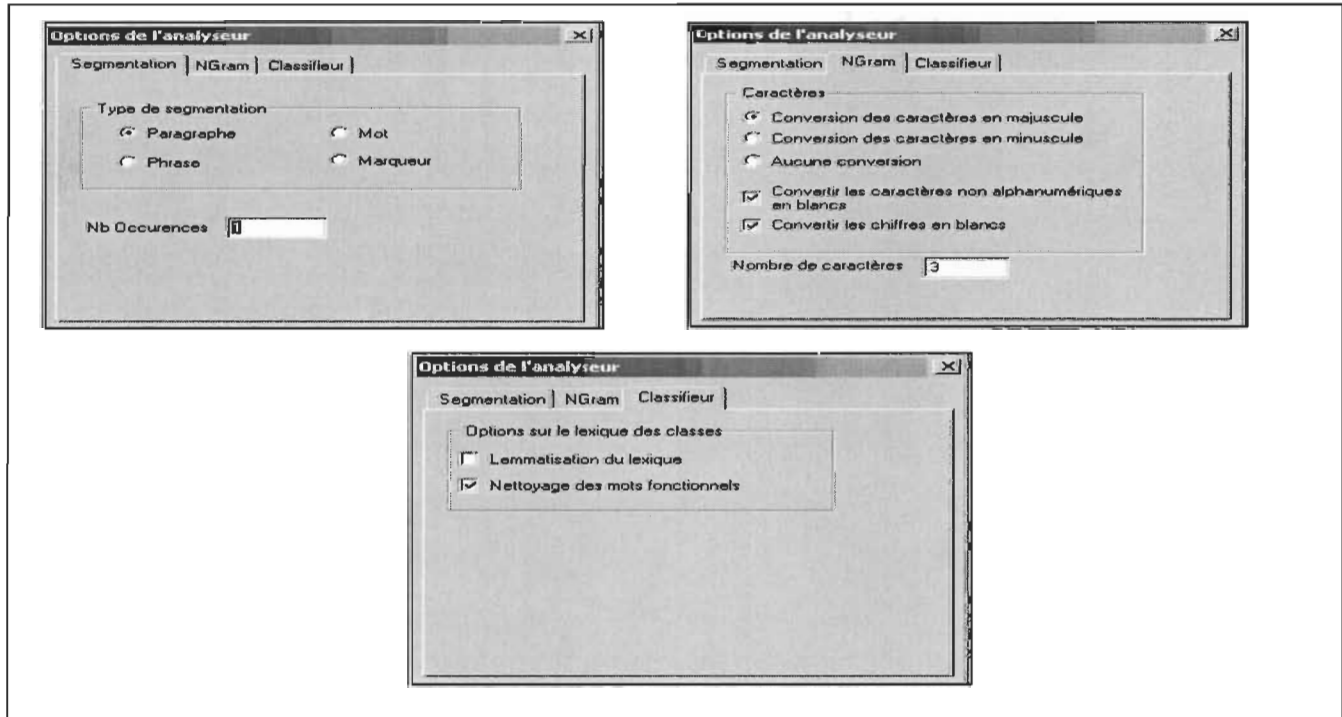 Options de l'analyseur
Segmentation NGram Classifieur
Type de segmentation
Paragraphe Mot
Phrase Marqueur
Nb Occurences 1
Options de l'analyseur
Segmentation NGram Classifieur
Caractères
Conversion des caractères en majuscule
Conversion des caractères en minuscule
Aucune conversion
Convertir les caractères non alphanumériques
en blancs
Convertir les chiffres en blancs
Nombre de caractères 3
Options de l'analyseur
Segmentation NGram Classifieur
Options sur le lexique des classes
Lemmatisation du lexique
Nettoyage des mots fonctionnels